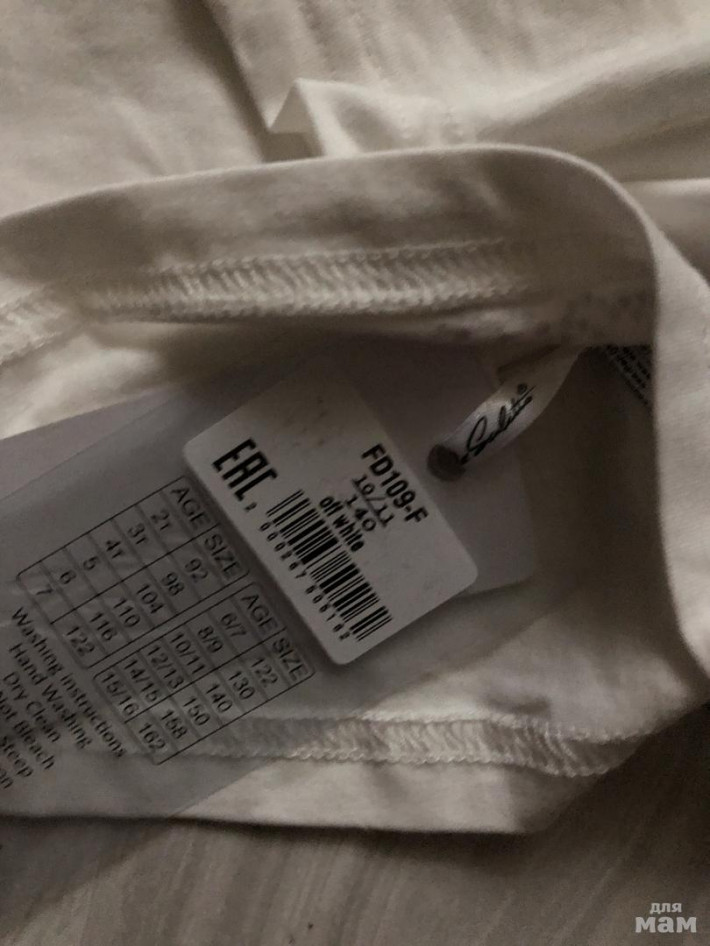 EAC
FD109-F
10/11
140
off white
AGE SIZE
2T 92
3T 98
4T 104
5 110
6 116
7 122
AGE SIZE
6/7 122
8/9 130
10/11 140
12/13 150
14/15 158
15/16 162
Washing instructions
Hand Washing
Dry Clean
Not Bleach
Steep
для
мам